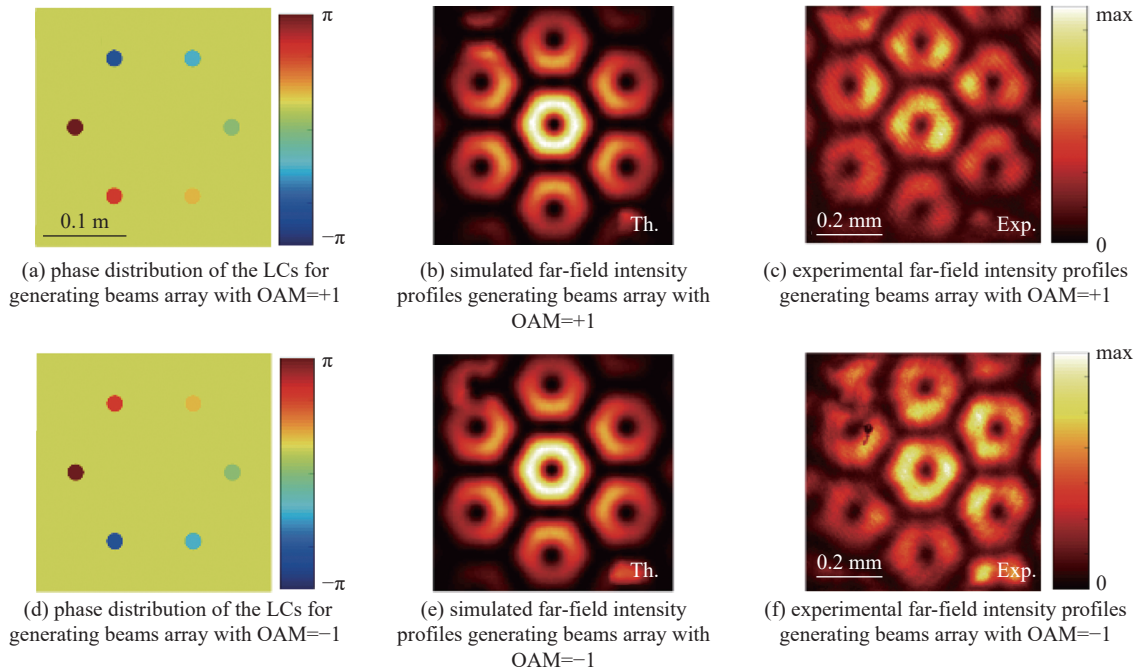 π
−π
0.1 m
(a) phase distribution of the LCs for
generating beams array with OAM=+1
Th.
(b) simulated far-field intensity
profiles generating beams array with
OAM=+1
max
0
0.2 mm
Exp.
(c) experimental far-field intensity profiles
generating beams array with OAM=+1
π
−π
(d) phase distribution of the LCs for
generating beams array with OAM=−1
Th.
(e) simulated far-field intensity
profiles generating beams array with
OAM=−1
max
0
0.2 mm
Exp.
(f) experimental far-field intensity profiles
generating beams array with OAM=−1